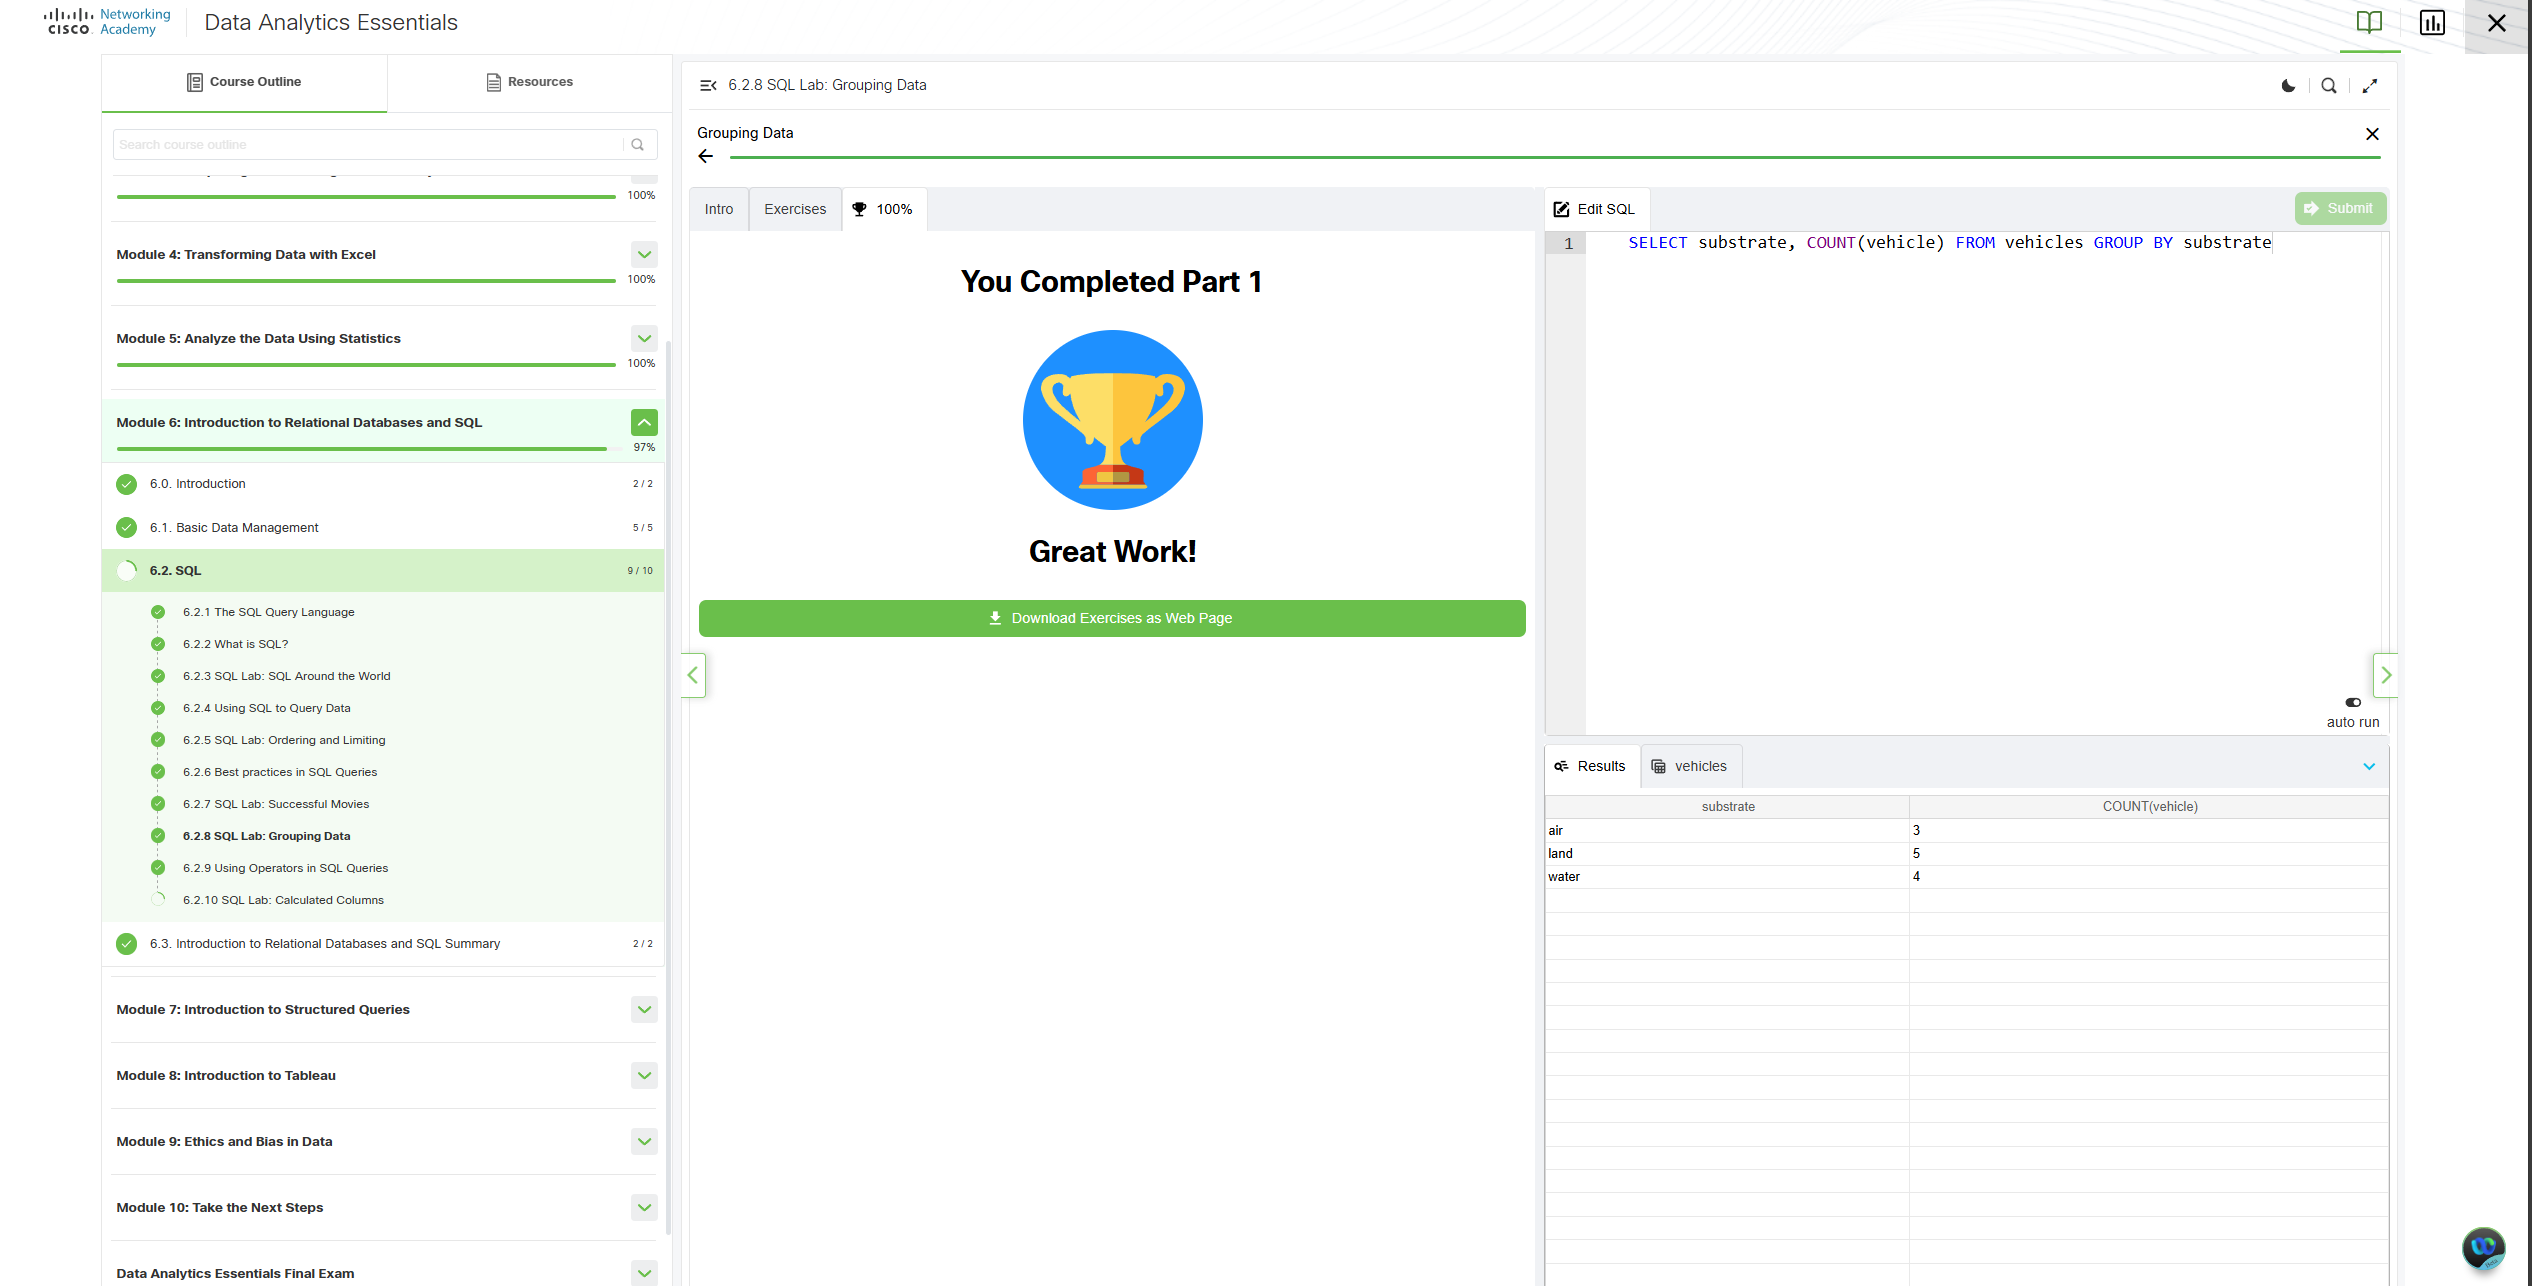 CISCO Networking Academy
Data Analytics Essentials
Course Outline
Resources
Search course outline
100%
Module 4: Transforming Data with Excel
100%
Module 5: Analyze the Data Using Statistics
100%
Module 6: Introduction to Relational Databases and SQL
97%
6.0. Introduction
2 / 2
6.1. Basic Data Management
5 / 5
6.2. SQL
9 / 10
6.2.1 The SQL Query Language
6.2.2 What is SQL?
6.2.3 SQL Lab: SQL Around the World
6.2.4 Using SQL to Query Data
6.2.5 SQL Lab: Ordering and Limiting
6.2.6 Best practices in SQL Queries
6.2.7 SQL Lab: Successful Movies
6.2.8 SQL Lab: Grouping Data
6.2.9 Using Operators in SQL Queries
6.2.10 SQL Lab: Calculated Columns
6.3. Introduction to Relational Databases and SQL Summary
2 / 2
Module 7: Introduction to Structured Queries
Module 8: Introduction to Tableau
Module 9: Ethics and Bias in Data
Module 10: Take the Next Steps
Data Analytics Essentials Final Exam
6.2.8 SQL Lab: Grouping Data
Grouping Data
Intro
Exercises
100%
You Completed Part 1
Great Work!
Download Exercises as Web Page
Edit SQL
Submit
1 SELECT substrate, COUNT(vehicle) FROM vehicles GROUP BY substrate
auto run
Results
vehicles
substrate COUNT(vehicle)
air 3
land 5
water 4